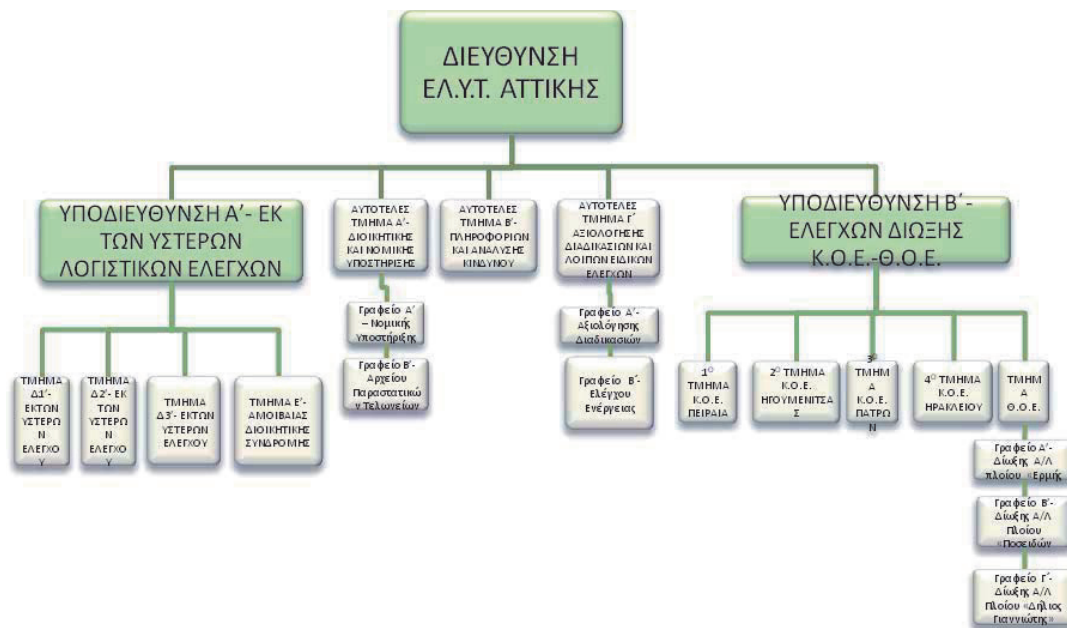 ΔΙΕΥΘΥΝΣΗ
ΕΛ.Υ.Τ. ΑΤΤΙΚΗΣ
ΥΠΟΔΙΕΥΘΥΝΣΗ Α΄- ΕΚ
ΤΩΝ ΥΣΤΕΡΩΝ
ΛΟΓΙΣΤΙΚΩΝ ΕΛΕΓΧΩΝ
ΤΜΗΜΑ
Δ1΄- ΕΚ ΤΩΝ
ΥΣΤΕΡΩ
Ν
ΕΛΕΓΧΟ
Υ
ΤΜΗΜΑ
Δ2΄- ΕΚ
ΤΩΝ
ΥΣΤΕΡΩ
Ν
ΕΛΕΓΧΟ
Υ
ΤΜΗΜΑ
Δ3΄- ΕΚ ΤΩΝ
ΥΣΤΕΡΩΝ
ΕΛΕΓΧΟΥ
ΤΜΗΜΑ Ε΄-
ΑΜΟΙΒΑΙΑΣ
ΔΙΟΙΚΗΤΙΚΗΣ
ΣΥΝΔΡΟΜΗΣ
ΑΥΤΟΤΕΛΕΣ
ΤΜΗΜΑ Α΄-
ΔΙΟΙΚΗΤΙΚΗΣ
ΚΑΙ ΝΟΜΙΚΗΣ
ΥΠΟΣΤΗΡΙΞΗΣ
Γραφείο Α΄
– Νομικής
Υποστήριξης
Γραφείο Β΄-
Αρχείου
Παραστατικώ
ν Τελωνείων
ΑΥΤΟΤΕΛΕΣ
ΤΜΗΜΑ Β΄-
ΠΛΗΡΟΦΟΡΙΩΝ
ΚΑΙ ΑΝΑΛΥΣΗΣ
ΚΙΝΔΥΝΟΥ
ΑΥΤΟΤΕΛΕΣ
ΤΜΗΜΑ Γ΄
ΑΞΙΟΛΟΓΗΣΗΣ
ΔΙΑΔΙΚΑΣΙΩΝ ΚΑΙ
ΛΟΙΠΩΝ ΕΙΔΙΚΩΝ
ΕΛΕΓΧΩΝ
Γραφείο Α΄-
Αξιολόγησης
Διαδικασιών
Γραφείο Β΄-
Ελέγχου
Ενέργειας
ΥΠΟΔΙΕΥΘΥΝΣΗ Β΄-
ΕΛΕΓΧΩΝ ΔΙΩΞΗΣ
Κ.Ο.Ε.-Θ.Ο.Ε.
1Ο
ΤΜΗΜΑ
Κ.Ο.Ε.
ΠΕΙΡΑΙΑ
2Ο ΤΜΗΜΑ
Κ.Ο.Ε.
ΗΓΟΥΜΕΝΙΤΣΑ
Σ
3Ο
ΤΜΗΜ
Α
Κ.Ο.Ε.
ΠΑΤΡΩ
Ν
4Ο ΤΜΗΜΑ
Κ.Ο.Ε.
ΗΡΑΚΛΕΙΟΥ
ΤΜΗΜ
Α
Θ.Ο.Ε.
Γραφείο Α΄-
Δίωξης Α/Λ
πλοίου «Ερμής
Γραφείο Β΄-
Δίωξης Α/Λ
Πλοίου
«Ποσειδών
Γραφείο Γ΄-
Δίωξης Α/Λ
Πλοίου «Δήλιος
Γιαννιώτης»